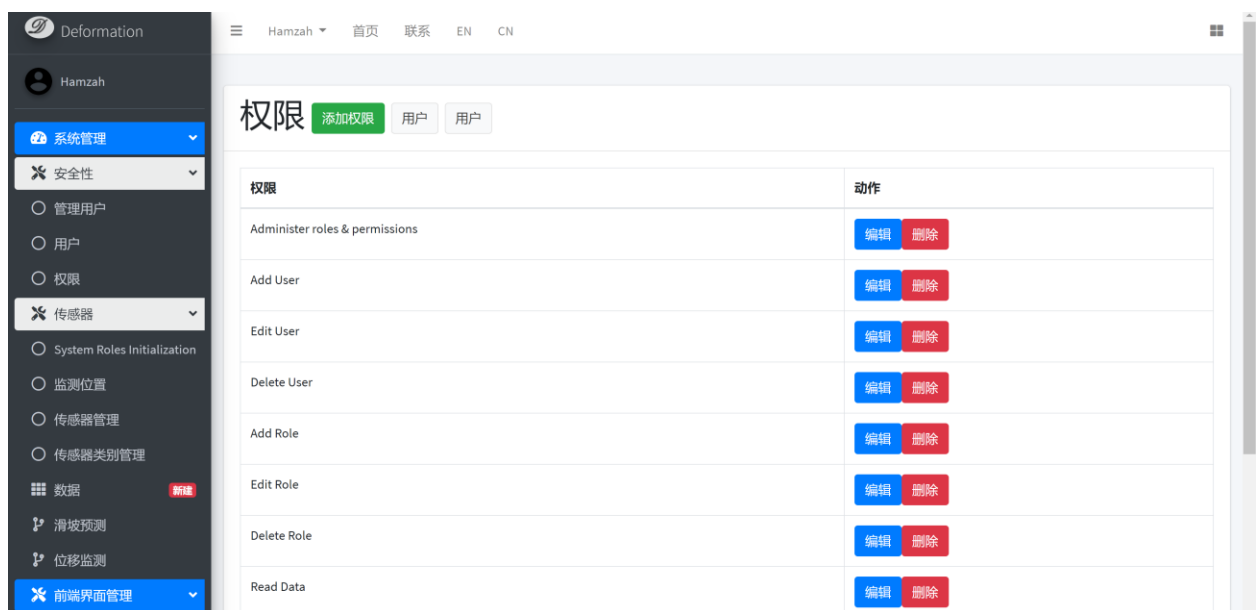 Deformation
Hamzah 首页 联系 EN CN
Hamzah
系统管理
安全性
管理用户
用户
权限
传感器
System Roles Initialization
监测位置
传感器管理
传感器类别管理
数据 新建
滑坡预测
位移监测
前端界面管理
权限 添加权限 用户 用户
权限 动作
Administer roles & permissions 编辑 删除
Add User 编辑 删除
Edit User 编辑 删除
Delete User 编辑 删除
Add Role 编辑 删除
Edit Role 编辑 删除
Delete Role 编辑 删除
Read Data 编辑 删除